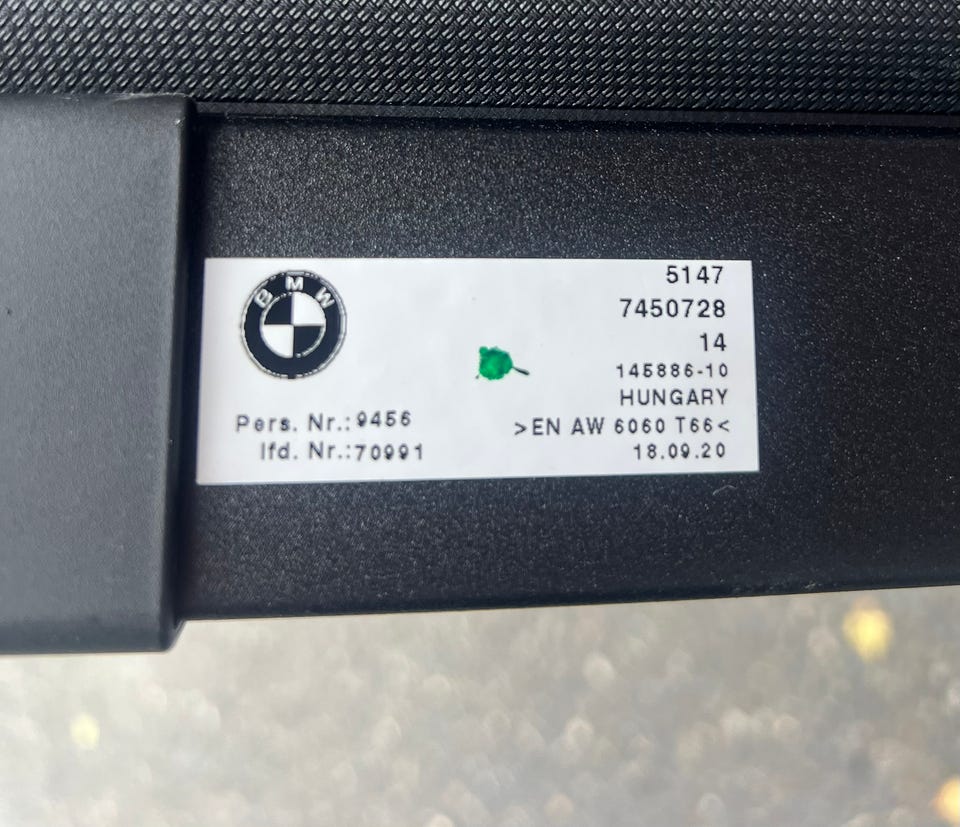 BMW
5147
7450728
14
145886-10
HUNGARY
>EN AW 6060 T66<
18.09.20
Pers. Nr.:9456
lfd. Nr.:70991